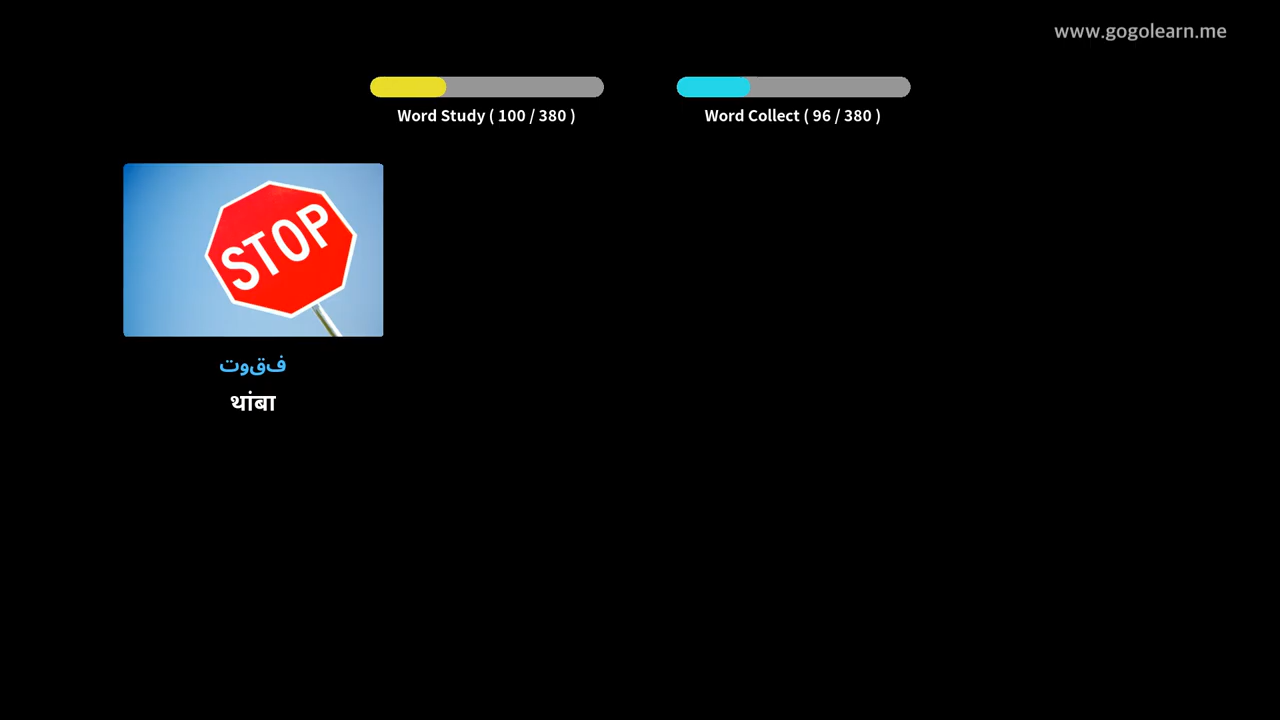 www.gogolearn.me
Word Study ( 100 / 380 )
Word Collect ( 96 / 380 )
STOP
فقوت
थांबा